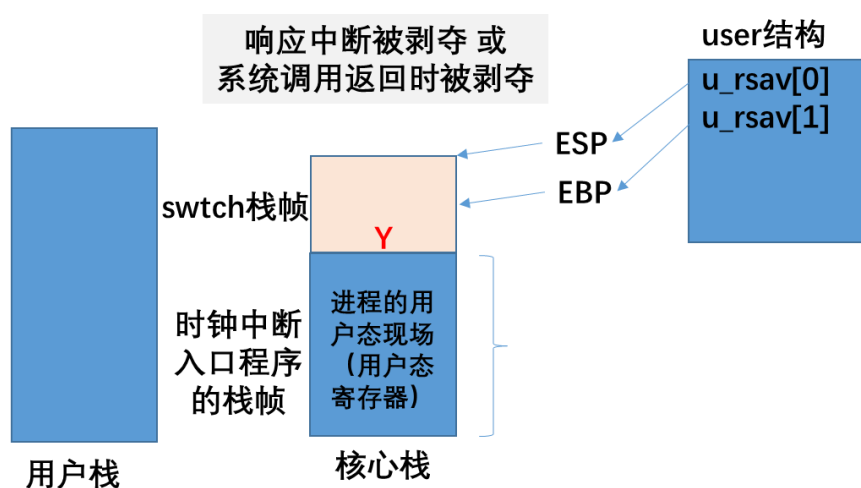 响应中断被剥夺 或
系统调用返回时被剥夺
user结构
u_rsav[0]
u_rsav[1]
ESP
EBP
swtch栈帧
Y
时钟中断
入口程序
的栈帧
进程的用
户态现场
（用户态
寄存器）
用户栈
核心栈